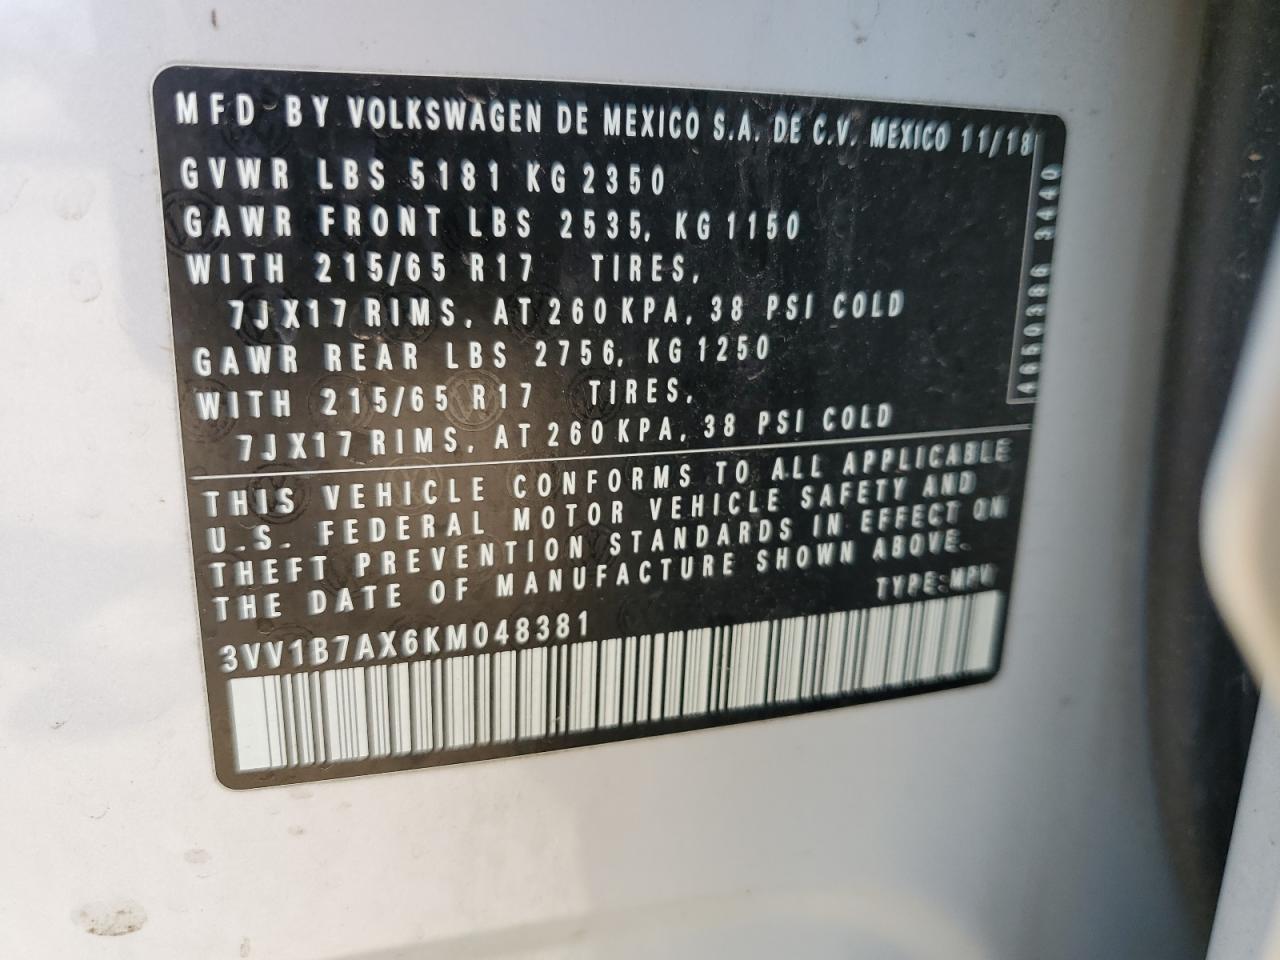 MFD BY VOLKSWAGEN DE MEXICO S.A. DE C.V. MEXICO 11/18
GVWR LBS 5181 KG 2350
GAWR FRONT LBS 2535, KG 1150
WITH 215/65 R17 TIRES,
7JX17 RIMS, AT 260 KPA, 38 PSI COLD
GAWR REAR LBS 2756, KG 1250
WITH 215/65 R17 TIRES,
7JX17 RIMS, AT 260 KPA, 38 PSI COLD
THIS VEHICLE CONFORMS TO ALL APPLICABLE
U.S. FEDERAL MOTOR VEHICLE SAFETY AND
THEFT PREVENTION STANDARDS IN EFFECT ON
THE DATE OF MANUFACTURE SHOWN ABOVE.
TYPE:MPV
3VV1B7AX6KM048381
3440